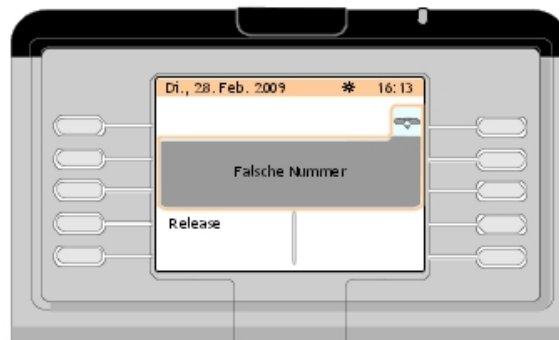 Di., 28. Feb. 2009 16:13
Falsche Nummer
Release